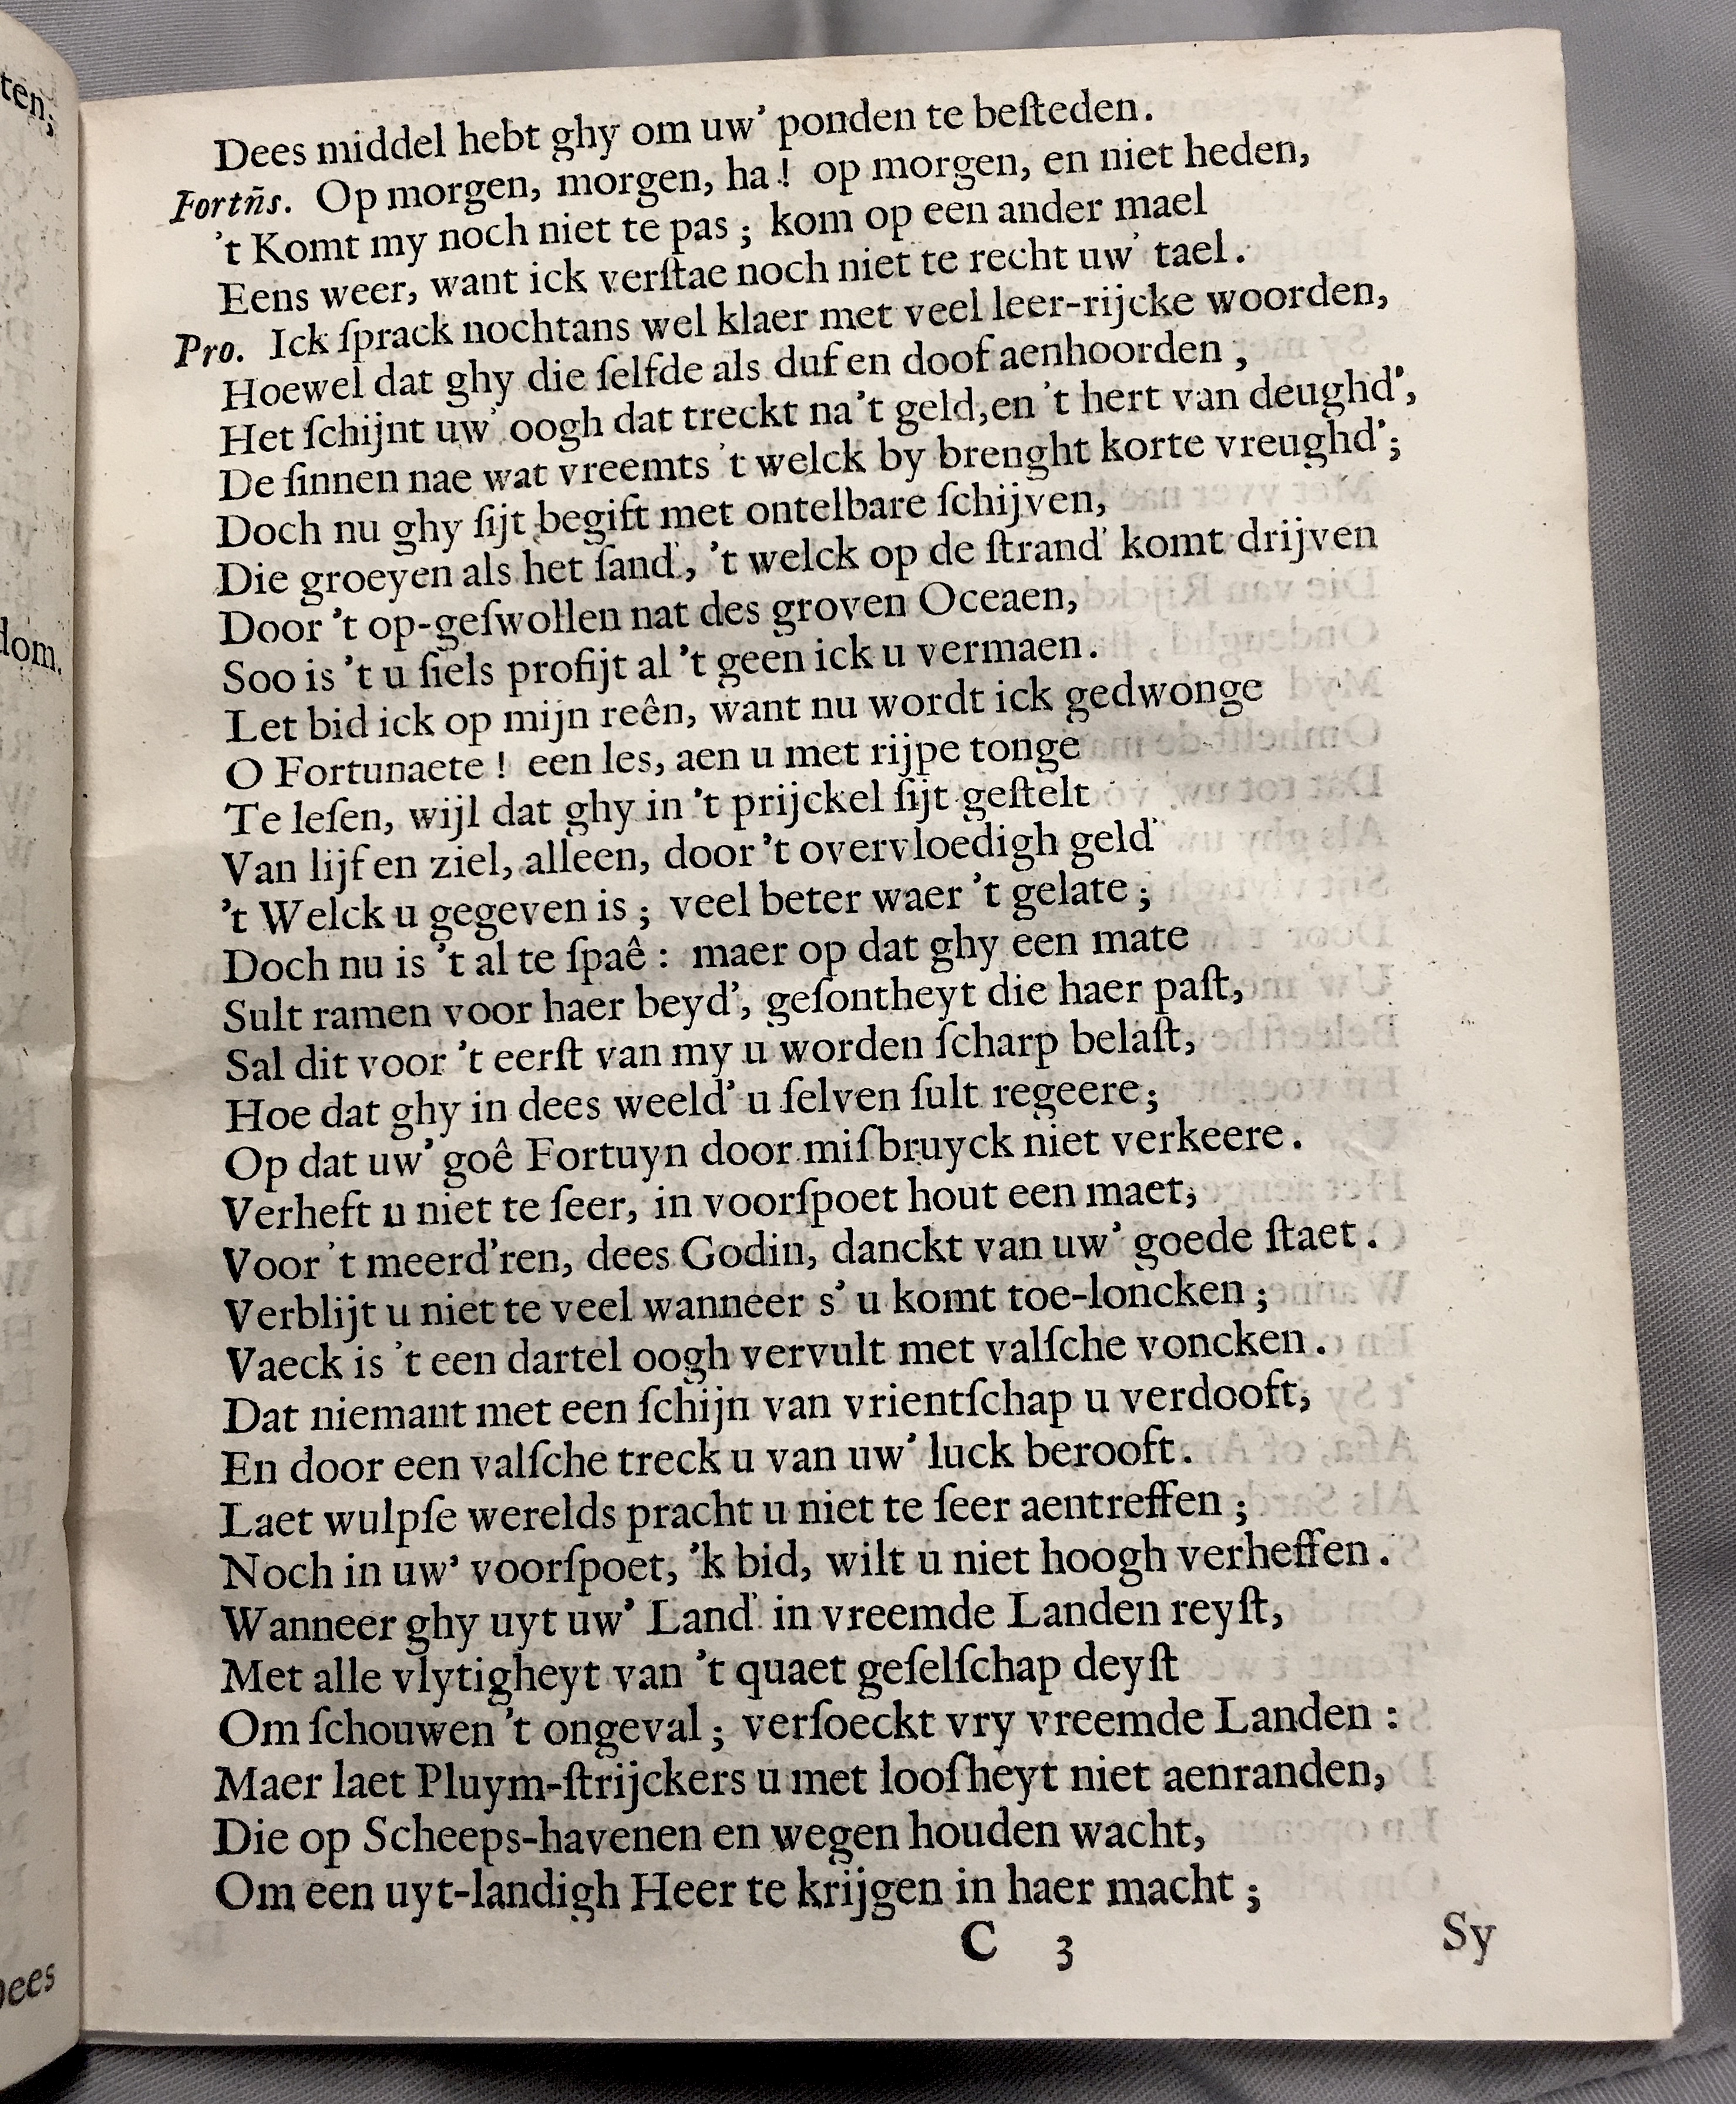 Dees middel hebt ghy om uw' ponden te beſteden.
Fortñs. Op morgen, morgen, ha! op morgen, en niet heden,
't Komt my noch niet te pas; kom op een ander mael
Eens weer, want ick verſtae noch niet te recht uw' tael.
Pro. Ick ſprack nochtans wel klaer met veel leer-rijcke woorden,
Hoewel dat ghy die ſelfde als duf en doof aenhoorden,
Het ſchijnt uw' oogh dat treckt na't geld, en 't hert van deughd',
De ſinnen nae wat vreemts 't welck by brenght korte vreughd';
Doch nu ghy ſijt begift met ontelbare ſchijven,
Die groeyen als het ſand', 't welck op de ſtrand' komt drijven
Door 't op-geſwollen nat des groven Oceaen,
Soo is 't u ſiels profijt al 't geen ick u vermaen.
Let bid ick op mijn reên, want nu wordt ick gedwonge
O Fortunaete! een les, aen u met rijpe tonge
Te leſen, wijl dat ghy in 't prijckel ſijt geſtelt
Van lijf en ziel, alleen, door 't overvloedigh geld'
't Welck u gegeven is; veel beter waer 't gelate;
Doch nu is 't al te ſpaê: maer op dat ghy een mate
Sult ramen voor haer beyd', geſontheyt die haer paſt,
Sal dit voor 't eerſt van my u worden ſcharp belaſt,
Hoe dat ghy in dees weeld' u ſelven ſult regeere;
Op dat uw' goê Fortuyn door miſbruyck niet verkeere.
Verheft u niet te ſeer, in voorſpoet hout een maet,
Voor 't meerd'ren, dees Godin, danckt van uw' goede ſtaet.
Verblijt u niet te veel wanneer s' u komt toe-loncken;
Vaeck is 't een dartel oogh vervult met valſche voncken.
Dat niemant met een ſchijn van vrientſchap u verdooft,
En door een valſche treck u van uw' luck berooft.
Laet wulpſe werelds pracht u niet te ſeer aentreffen;
Noch in uw' voorſpoet, 'k bid, wilt u niet hoogh verheffen.
Wanneer ghy uyt uw' Land' in vreemde Landen reyſt,
Met alle vlytigheyt van 't quaet geſelſchap deyſt
Om ſchouwen 't ongeval; verſoeckt vry vreemde Landen:
Maer laet Pluym-ſtrijckers u met looſheyt niet aenranden,
Die op Scheeps-havenen en wegen houden wacht,
Om een uyt-landigh Heer te krijgen in haer macht;
C 3 Sy